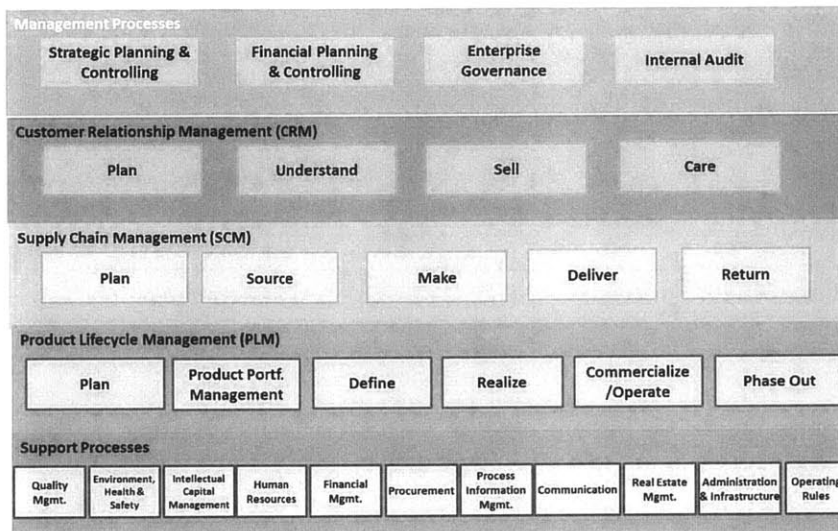 Management Processes
Strategic Planning &
Controlling
Financial Planning
& Controlling
Enterprise
Governance
Internal Audit
Customer Relationship Management (CRM)
Plan
Understand
Sell
Care
Supply Chain Management (SCM)
Plan
Source
Make
Deliver
Return
Product Lifecycle Management (PLM)
Plan
Product Portf.
Management
Define
Realize
Commercialize
/Operate
Phase Out
Support Processes
Quality
Mgmt.
Environment,
Health &
Safety
Intellectual
Capital
Management
Human
Resources
Financial
Mgmt.
Procurement
Process
Information
Mgmt.
Communication
Real Estate
Mgmt.
Administration
& Infrastructure
Operating
Rules